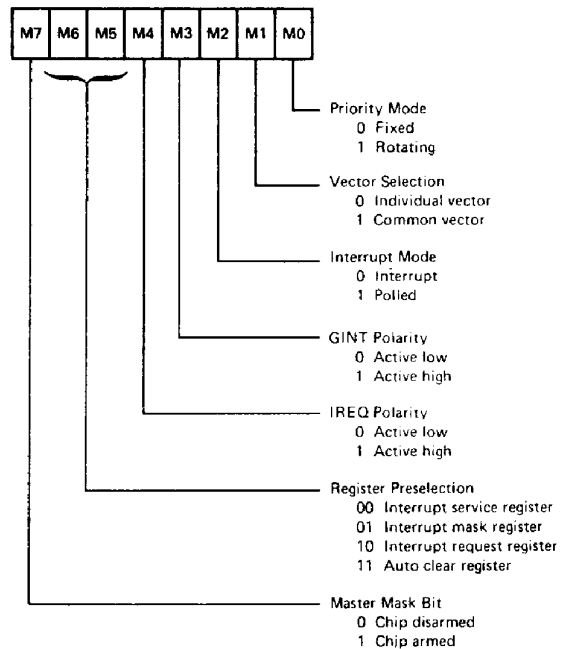 M7 M6 M5 M4 M3 M2 M1 M0
Priority Mode
0 Fixed
1 Rotating
Vector Selection
0 Individual vector
1 Common vector
Interrupt Mode
0 Interrupt
1 Polled
GINT Polarity
0 Active low
1 Active high
IREQ Polarity
0 Active low
1 Active high
Register Preselection
00 Interrupt service register
01 Interrupt mask register
10 Interrupt request register
11 Auto clear register
Master Mask Bit
0 Chip disarmed
1 Chip armed